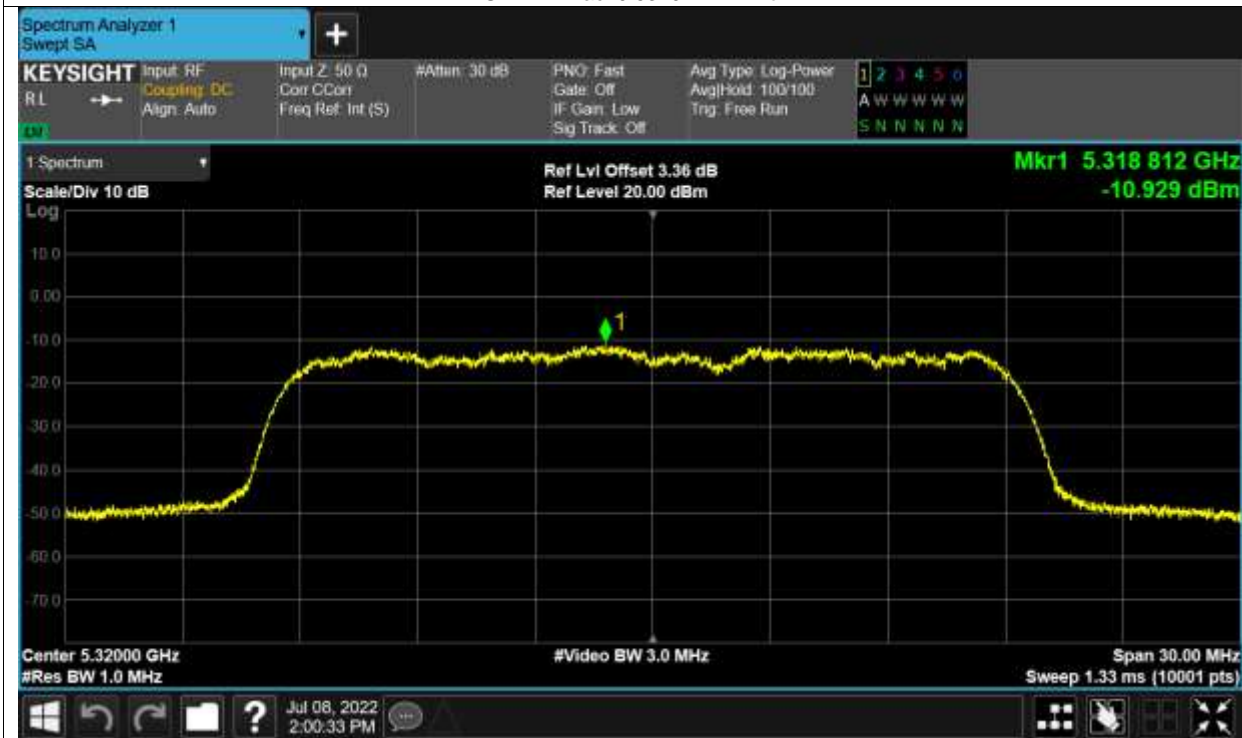 Spectrum Analyzer 1
Swept SA
+
KEYSIGHT
RL
Input: RF
Coupling: DC
Align: Auto
Input Z: 50 Ω
Corr CCorr
Freq Ref: Int (S)
#Atten: 30 dB
PNO: Fast
Gate: Off
IF Gain: Low
Sig Track: Off
Avg Type: Log-Power
Avg|Hold: 100/100
Trig: Free Run
1 2 3 4 5 6
A W W W W W
S N N N N N
1 Spectrum
Scale/Div 10 dB
Log
Ref Lvl Offset 3.36 dB
Ref Level 20.00 dBm
Mkr1 5.318 812 GHz
-10.929 dBm
10.0
0.00
-10.0
-20.0
-30.0
-40.0
-50.0
-60.0
-70.0
1
Center 5.32000 GHz
#Res BW 1.0 MHz
#Video BW 3.0 MHz
Span 30.00 MHz
Sweep 1.33 ms (10001 pts)
?
Jul 08, 2022
2:00:33 PM